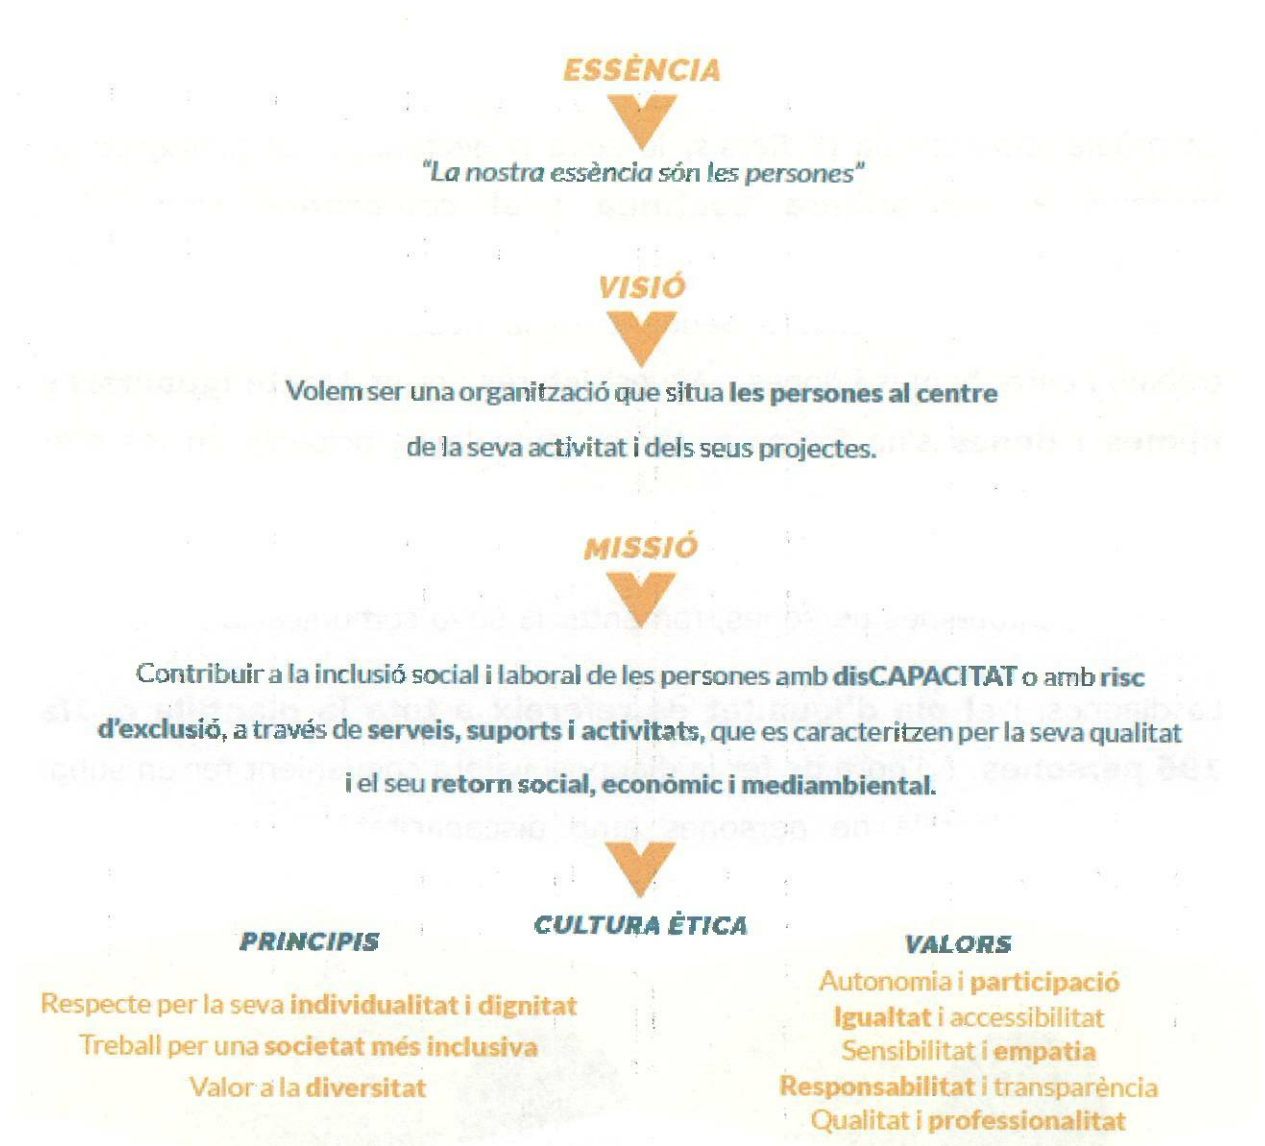 ESSÈNCIA
"La nostra essència són les persones"
VISIÓ
Volem ser una organització que situa les persones al centre
de la seva activitat i dels seus projectes.
MISSIÓ
Contribuir a la inclusió social i laboral de les persones amb disCAPACITAT o amb risc
d'exclusió, a través de serveis, suports i activitats, que es caracteritzen per la seva qualitat
i el seu retorn social, econòmic i mediambiental.
CULTURA ÈTICA
PRINCIPIS
Respecte per la seva individualitat i dignitat
Treball per una societat més inclusiva
Valor a la diversitat
VALORS
Autonomia i participació
Igualtat i accessibilitat
Sensibilitat i empatia
Responsabilitat i transparència
Qualitat i professionalitat